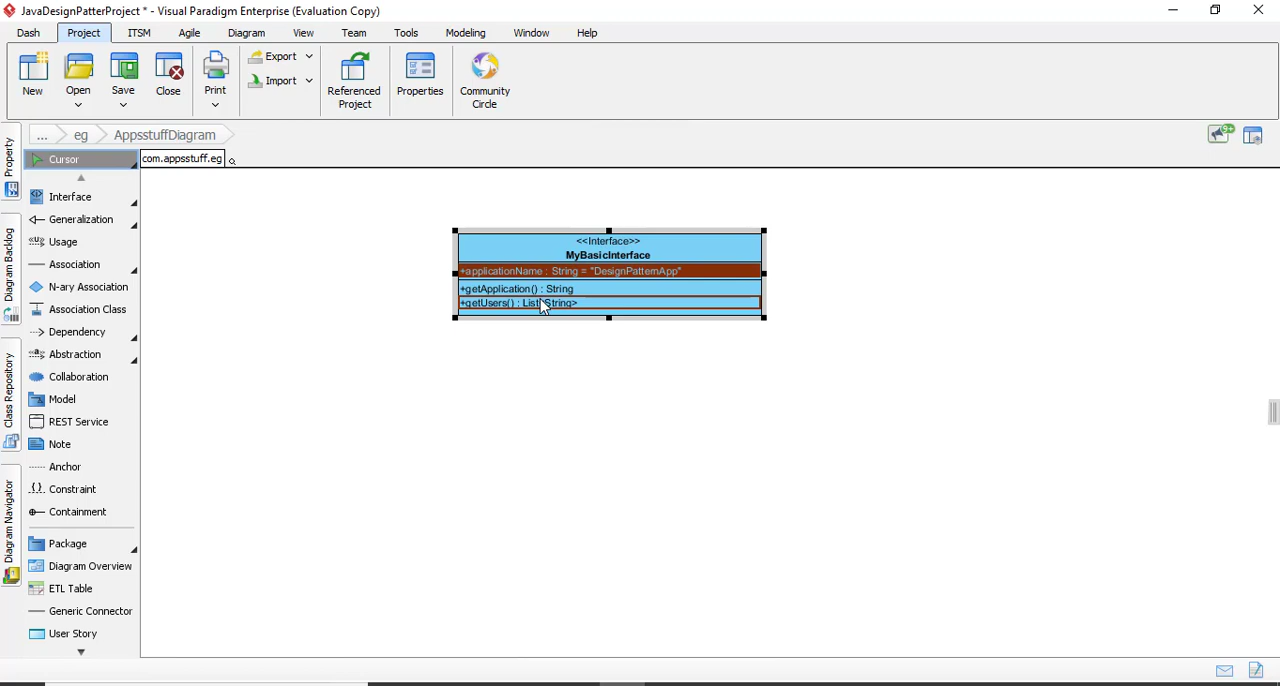 JavaDesignPatterProject * - Visual Paradigm Enterprise (Evaluation Copy)
Dash Project ITSM Agile Diagram View Team Tools Modeling Window Help
New Open Save Close Print Export Import Referenced Project Properties Community Circle
... eg AppsstuffDiagram
9+
Property
Diagram Backlog
Class Repository
Diagram Navigator
Cursor
com.appsstuff.eg
Interface
Generalization
Usage
Association
N-ary Association
Association Class
Dependency
Abstraction
Collaboration
Model
REST Service
Note
Anchor
Constraint
Containment
Package
Diagram Overview
ETL Table
Generic Connector
User Story
<<Interface>>
MyBasicInterface
+applicationName : String = "DesignPatternApp"
+getApplication() : String
+getUsers() : List<String>